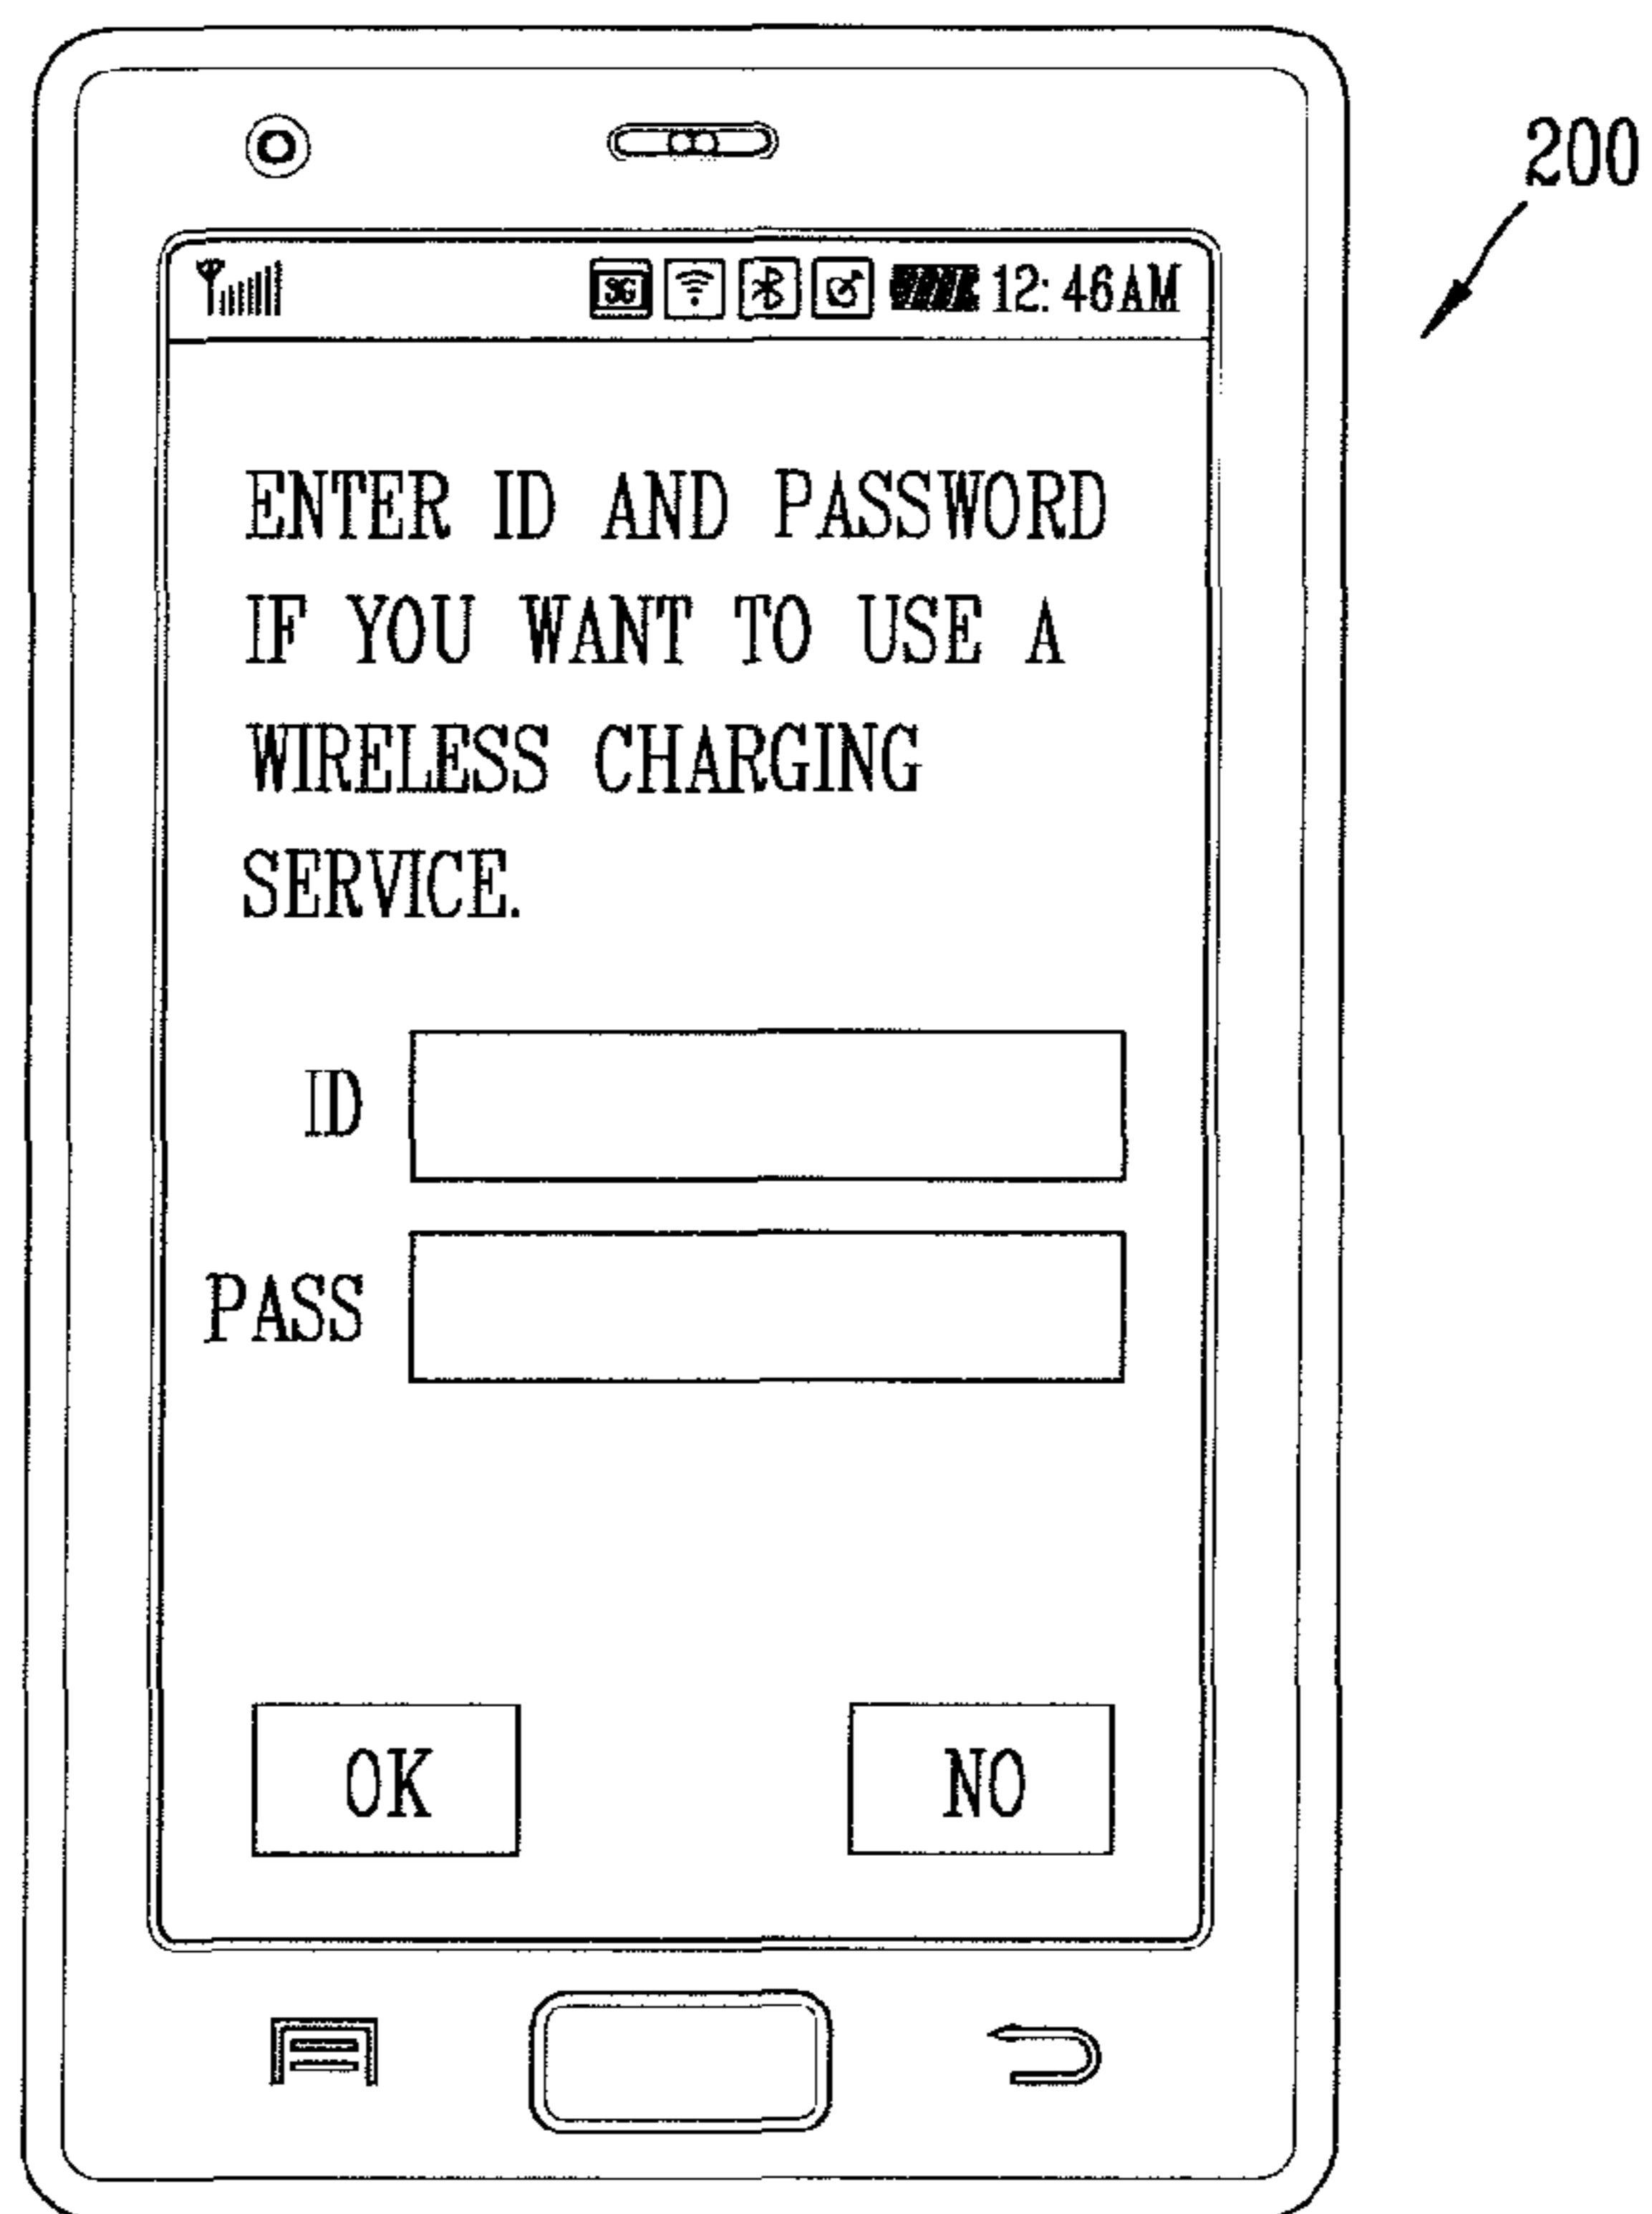 200
3G 12:46AM
ENTER ID AND PASSWORD
IF YOU WANT TO USE A
WIRELESS CHARGING
SERVICE.
ID
PASS
OK NO